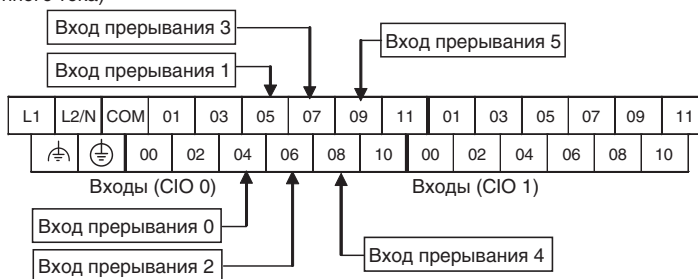 Вход прерывания 3
Вход прерывания 5
Вход прерывания 1
L1 L2/N COM 01 03 05 07 09 11 01 03 05 07 09 11
00 02 04 06 08 10 00 02 04 06 08 10
Входы (CIO 0) Входы (CIO 1)
Вход прерывания 0
Вход прерывания 4
Вход прерывания 2